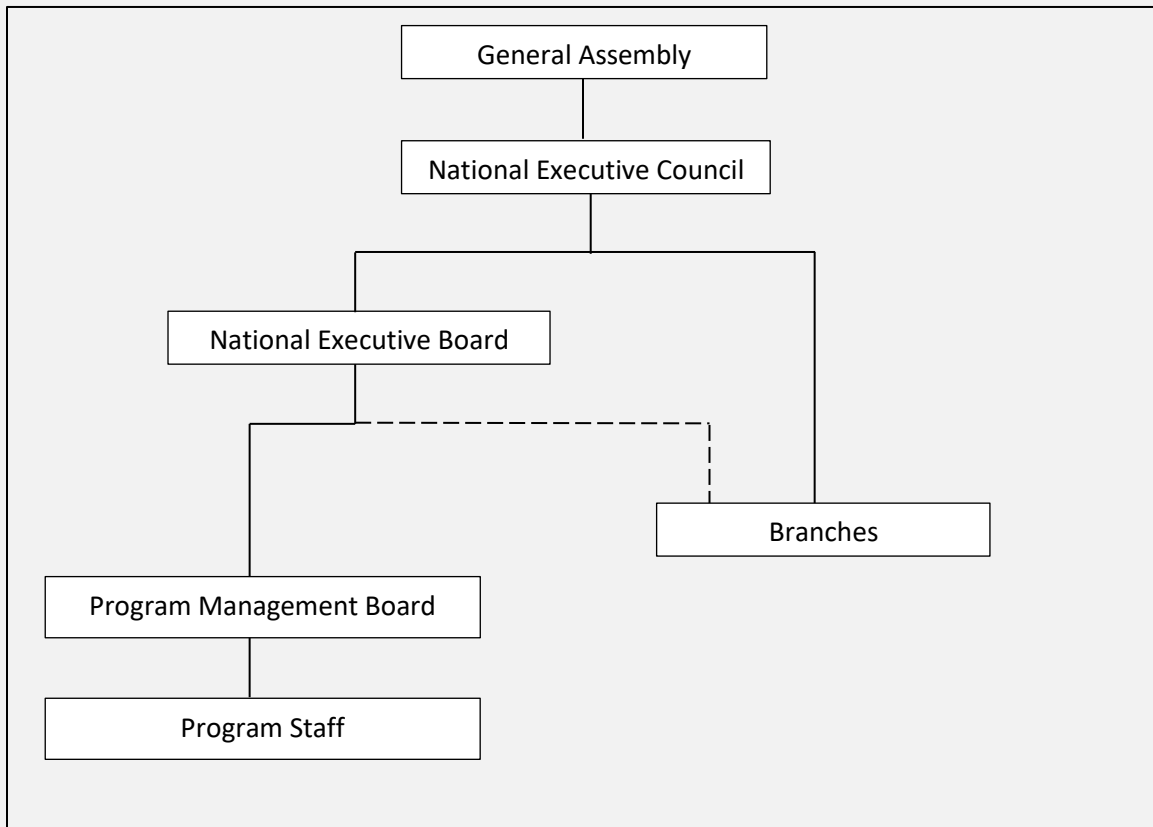 General Assembly
National Executive Council
National Executive Board
Branches
Program Management Board
Program Staff